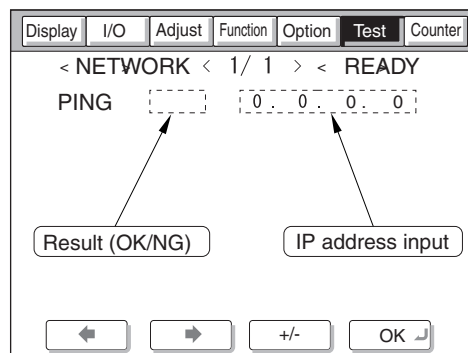 Display I/O Adjust Function Option Test Counter
< NETWORK < 1/ 1 > < READY
PING 0. 0. 0. 0
Result (OK/NG) IP address input
+/- OK